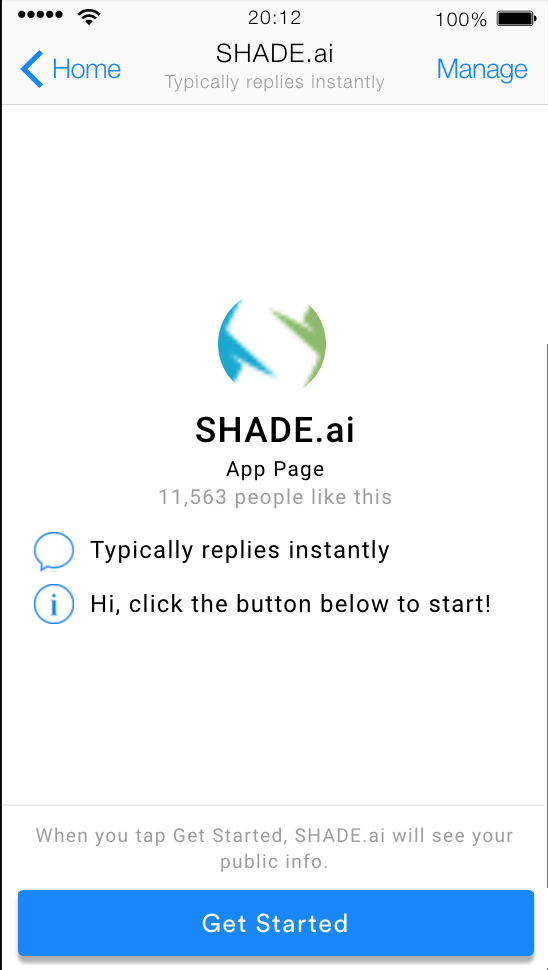 20:12
100%
Home
SHADE.ai
Manage
Typically replies instantly
SHADE.ai
App Page
11,563 people like this
Typically replies instantly
Hi, click the button below to start!
When you tap Get Started, SHADE.ai will see your
public info.
Get Started